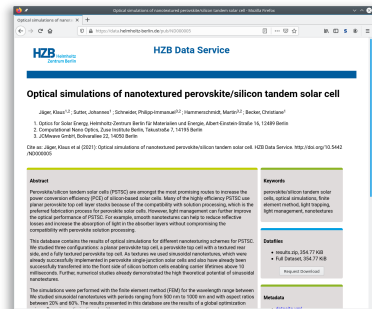 Optical simulations of nanotextured perovskite/silicon tandem solar cell - Mozilla Firefox
Optical simulations of nanot
https://data.helmholtz-berlin.de/pub/ND000005
HZB Helmholtz
Zentrum Berlin
HZB Data Service
Optical simulations of nanotextured perovskite/silicon tandem solar cell
Jäger, Klaus1,2 ; Sutter, Johannes1 ; Schneider, Philipp-Immanuel2,3 ; Hammerschmidt, Martin2,3 ; Becker, Christiane1
1. Optics for Solar Energy, Helmholtz-Zentrum Berlin für Materialien und Energie, Albert-Einstein-Straße 16, 12489 Berlin
2. Computational Nano Optics, Zuse Institute Berlin, Takustraße 7, 14195 Berlin
3. JCMwave GmbH, Bolivarallee 22, 14050 Berlin
Cite as: Jäger, Klaus et al (2021): Optical simulations of nanotextured perovskite/silicon tandem solar cell. HZB Data Service. http://doi.org/10.5442
/ND000005
Abstract
Perovskite/silicon tandem solar cells (PSTSC) are amongst the most promising routes to increase the
power conversion efficiency (PCE) of silicon-based solar cells. Many of the highly efficiency PSTSC use
planar perovskite top cell layer stacks because of the compatibility with solution processing, which is the
preferred fabrication process for perovskite solar cells. However, light management can further improve
the optical performance of PSTSC. For example, smooth nanotextures can help to reduce reflective
losses and increase the absorption of light in the absorber layers without compromising the
compatibility with perovskite solution processing.
This database contains the results of optical simulations for different nanotexturing schemes for PSTSC.
We studied three configurations: a planar perovskite top cell, a perovskite top cell with a textured rear
side, and a fully textured perovskite top cell. As textures we used sinusoidal nanotextures, which were
already successfully implemented in perovskite single-junction solar cells and also have already been
successfully transferred into the front side of silicon bottom cells enabling carrier lifetimes above 10
milliseconds. Further, numerical studies already demonstrated the high theoretical potential of sinusoidal
nanotextures.
The simulations were performed with the finite element method (FEM) for the wavelength range between
We studied sinusoidal nanotextures with periods ranging from 500 nm to 1000 nm and with aspect ratios
between 20% and 60%. The results presented in this database are the results of a global optimization
Keywords
perovskite/silicon tandem solar
cells, optical simulations, finite
element method, light trapping,
light management, nanotextures
Datafiles
results.zip, 354.77 KiB
Full Dataset, 354.77 KiB
Request Download
Metadata